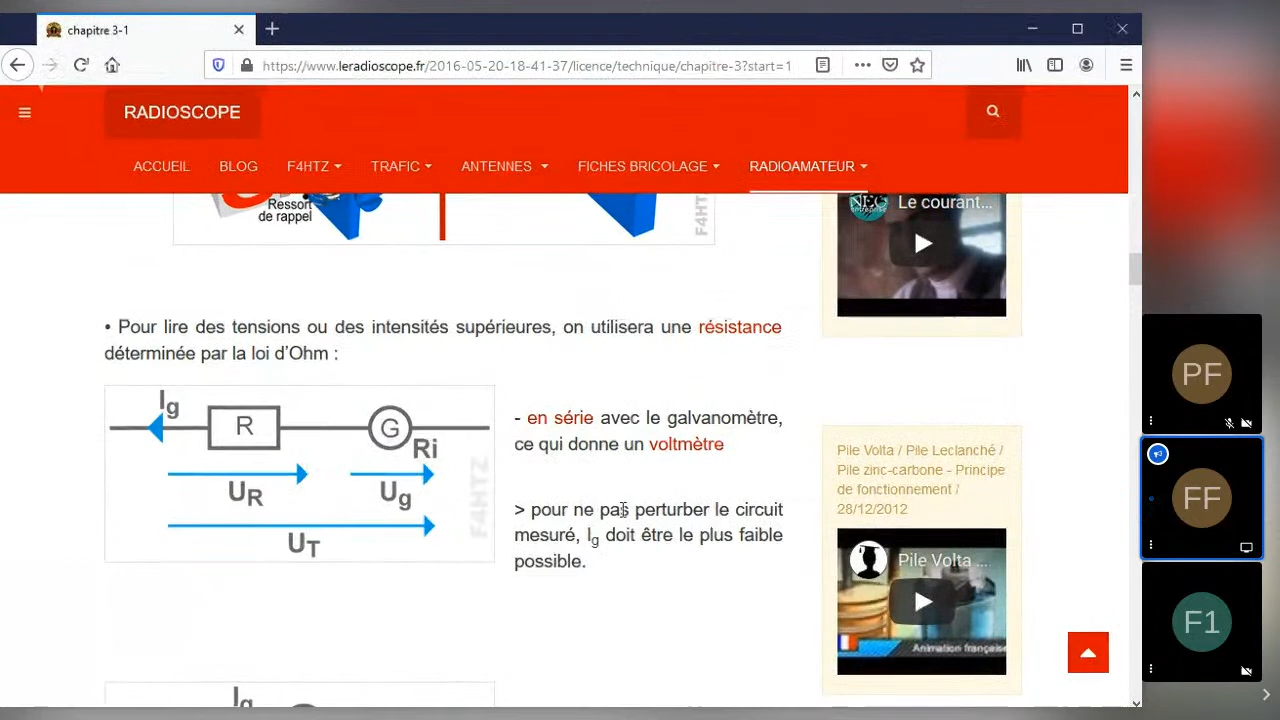 chapitre 3-1
https://www.leradioscope.fr/2016-05-20-18-41-37/licence/technique/chapitre-3?start=1
RADIOSCOPE
ACCUEIL BLOG F4HTZ TRAFIC ANTENNES FICHES BRICOLAGE RADIOAMATEUR
Ressort
de rappel
F4HTZ
NEC
entreprise
Le courant...
• Pour lire des tensions ou des intensités supérieures, on utilisera une résistance
déterminée par la loi d’Ohm :
Ig
R
G
Ri
UR
Ug
UT
F4HTZ
- en série avec le galvanomètre,
ce qui donne un voltmètre
> pour ne pas perturber le circuit
mesuré, Ig doit être le plus faible
possible.
Pile Volta / Pile Leclanché /
Pile zinc-carbone - Principe
de fonctionnement /
28/12/2012
Pile Volta ...
Animation française
Ig
PF
FF
F1